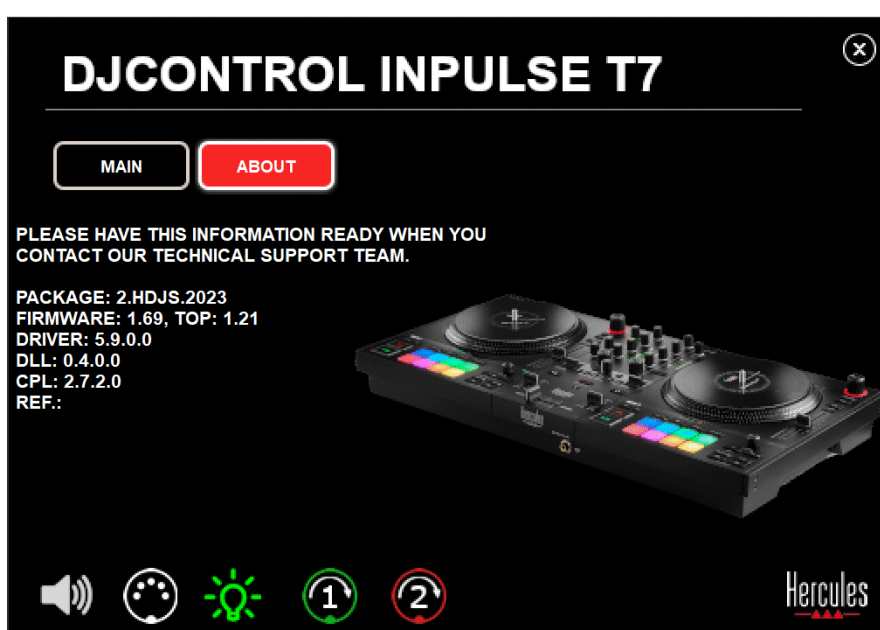 DJCONTROL INPULSE T7
X
MAIN
ABOUT
PLEASE HAVE THIS INFORMATION READY WHEN YOU
CONTACT OUR TECHNICAL SUPPORT TEAM.
PACKAGE: 2.HDJS.2023
FIRMWARE: 1.69, TOP: 1.21
DRIVER: 5.9.0.0
DLL: 0.4.0.0
CPL: 2.7.2.0
REF.:
1
2
Hercules